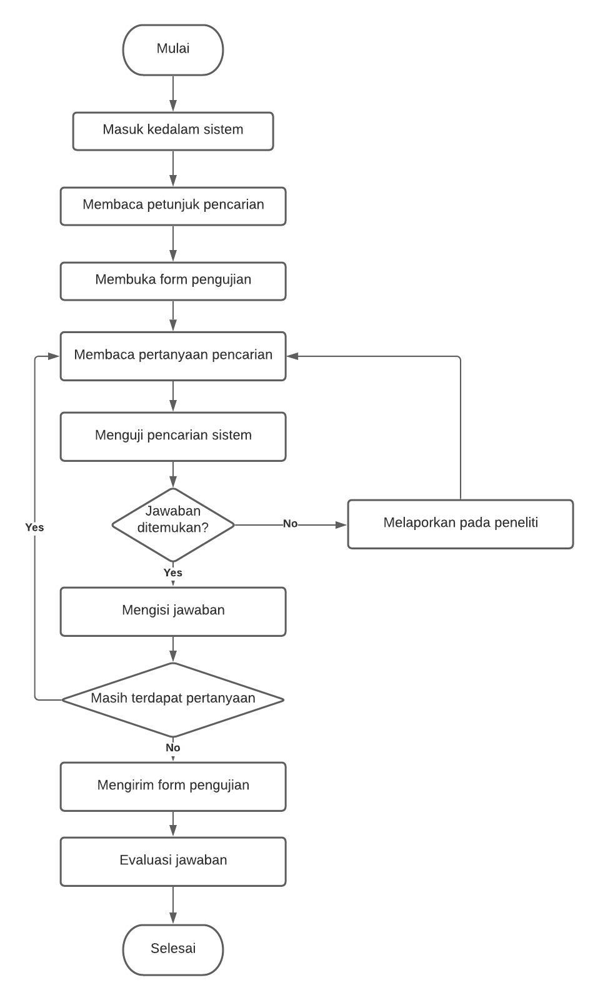 Mulai
Masuk kedalam sistem
Membaca petunjuk pencarian
Membuka form pengujian
Membaca pertanyaan pencarian
Menguji pencarian sistem
Jawaban
ditemukan?
No
Melaporkan pada peneliti
Yes
Yes
Mengisi jawaban
Masih terdapat pertanyaan
No
Mengirim form pengujian
Evaluasi jawaban
Selesai